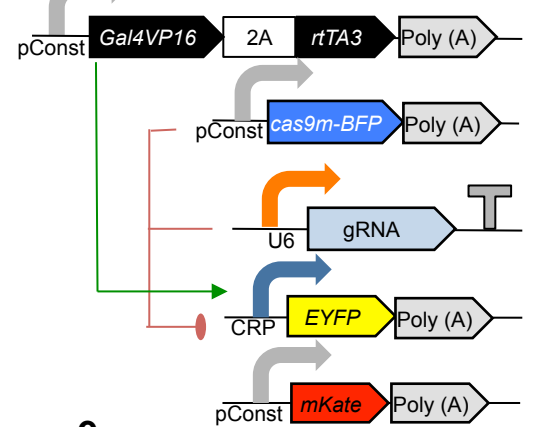 pConst Gal4VP16 2A rtTA3 Poly (A)
pConst cas9m-BFP Poly (A)
U6 gRNA
CRP EYFP Poly (A)
pConst mKate Poly (A)